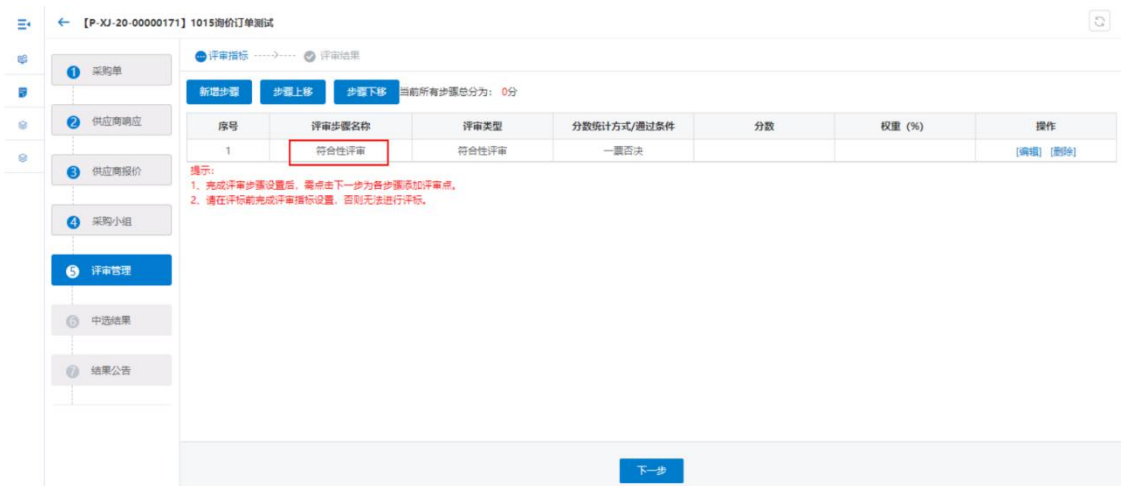 【P-XJ-20-00000171】1015询价订单测试
1 采购单
2 供应商响应
3 供应商报价
4 采购小组
5 评审管理
6 中选结果
7 结果公告
评审指标 评审结果
新增步骤 步骤上移 步骤下移 当前所有步骤总分为：0分
序号 评审步骤名称 评审类型 分数统计方式/通过条件 分数 权重（%） 操作
1 符合性评审 符合性评审 一票否决 [编辑] [删除]
提示：
1、完成评审步骤设置后，需点击下一步为各步骤添加评审点。
2、请在评标前完成评审指标设置，否则无法进行评标。
下一步